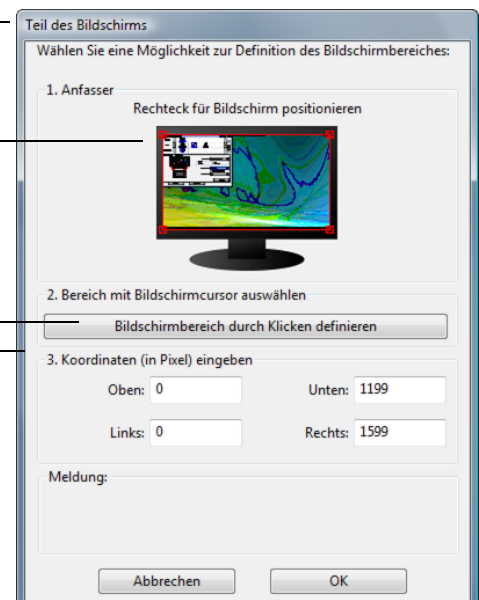 Teil des Bildschirms
Wählen Sie eine Möglichkeit zur Definition des Bildschirmbereiches:
1. Anfasser
Rechteck für Bildschirm positionieren
2. Bereich mit Bildschirmcursor auswählen
Bildschirmbereich durch Klicken definieren
3. Koordinaten (in Pixel) eingeben
Oben: 0 Unten: 1199
Links: 0 Rechts: 1599
Meldung:
Abbrechen OK